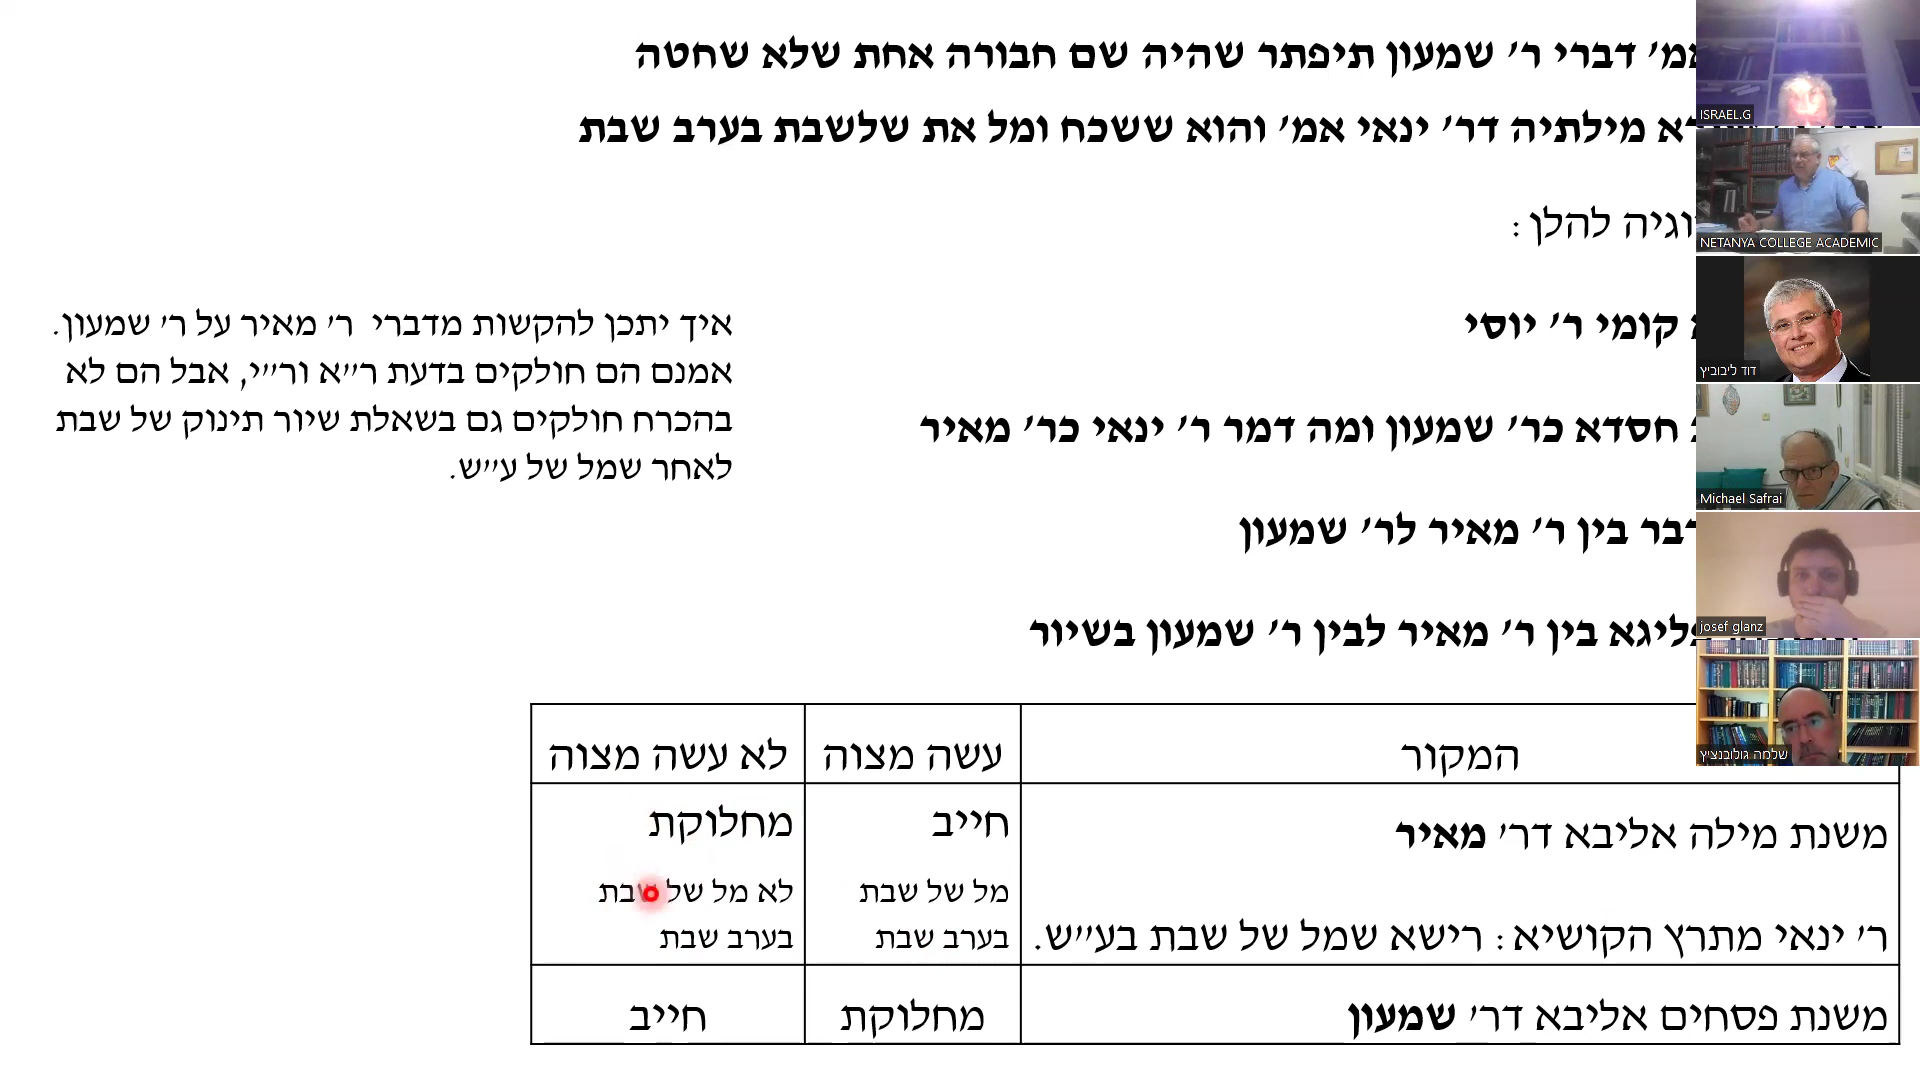 אמ׳ דברי ר׳ שמעון תיפתר שהיה שם חבורה אחת שלא שחטה
מילתיה דר׳ ינאי אמ׳ והוא ששכח ומל את שלשבת בערב שבת
להלן:
קומי ר׳ יוסי
חסדא כר׳ שמעון ומה דמר ר׳ ינאי כר׳ מאיר
בין ר׳ מאיר לר׳ שמעון
בין ר׳ מאיר לבין ר׳ שמעון בשיור
איך יתכן להקשות מדברי ר׳ מאיר על ר׳ שמעון.
אמנם הם חולקים בדעת ר״א ור״י, אבל הם לא
בהכרח חולקים גם בשאלת שיור תינוק של שבת
לאחר שמל של ע״ש.
המקור עשה מצוה לא עשה מצוה
משנת מילה אליבא דר׳ מאיר חייב מחלוקת
מל של שבת לא מל של שבת
ר׳ ינאי מתרץ הקושיא: רישא שמל של שבת בע״ש. בערב שבת בערב שבת
משנת פסחים אליבא דר׳ שמעון מחלוקת חייב
ISRAEL.G
NETANYA COLLEGE ACADEMIC
דוד ליבוביץ
Michael Safrai
josef glanz
שלמה גולובנציץ